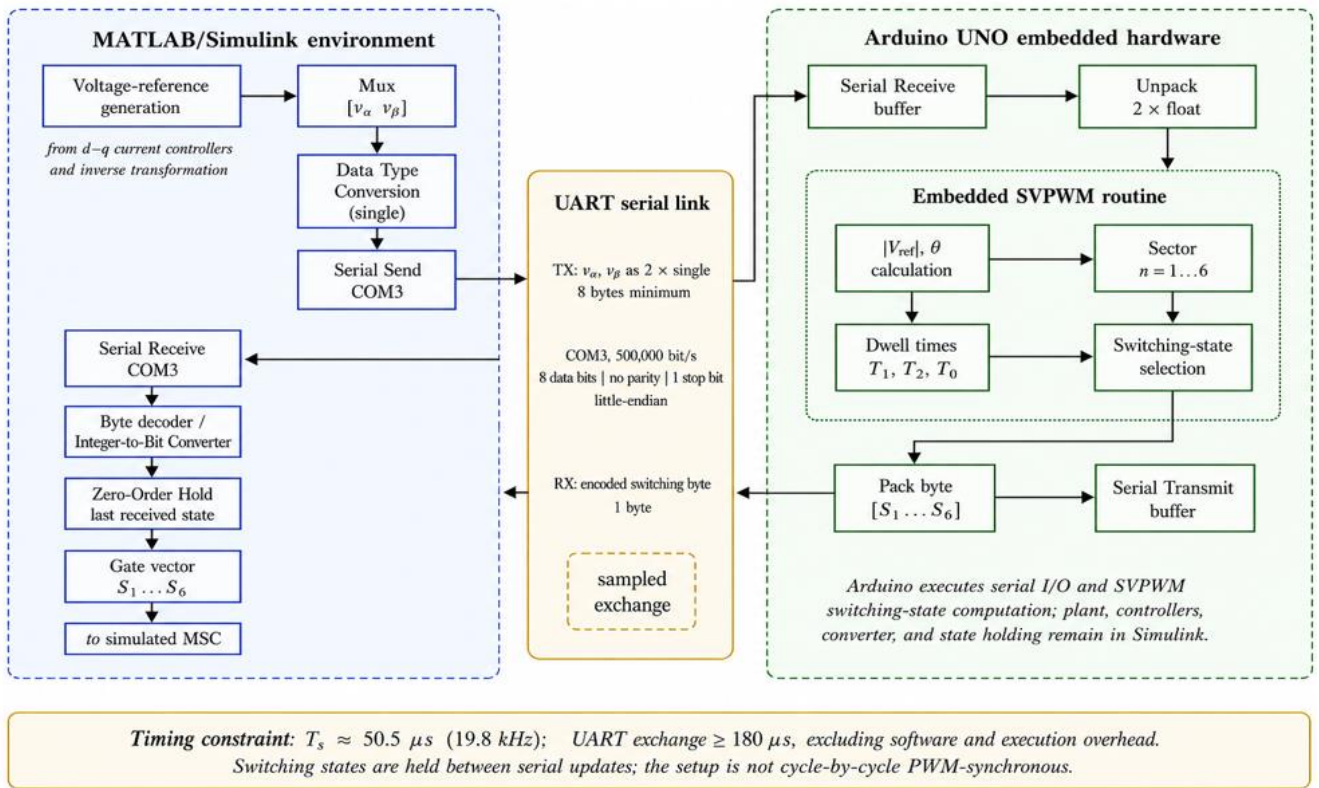 MATLAB/Simulink environment
Voltage-reference
generation
from d–q current controllers
and inverse transformation
Mux
[vα vβ]
Data Type
Conversion
(single)
Serial Send
COM3
Serial Receive
COM3
Byte decoder /
Integer-to-Bit Converter
Zero-Order Hold
last received state
Gate vector
S1 … S6
to simulated MSC
UART serial link
TX: vα, vβ as 2 × single
8 bytes minimum
COM3, 500,000 bit/s
8 data bits | no parity | 1 stop bit
little-endian
RX: encoded switching byte
1 byte
sampled
exchange
Arduino UNO embedded hardware
Serial Receive
buffer
Unpack
2 × float
Embedded SVPWM routine
|Vref|, θ
calculation
Sector
n = 1…6
Dwell times
T1, T2, T0
Switching-state
selection
Pack byte
[S1 … S6]
Serial Transmit
buffer
Arduino executes serial I/O and SVPWM
switching-state computation; plant, controllers,
converter, and state holding remain in Simulink.
Timing constraint: Ts ≈ 50.5 μs (19.8 kHz); UART exchange ≥ 180 μs, excluding software and execution overhead.
Switching states are held between serial updates; the setup is not cycle-by-cycle PWM-synchronous.